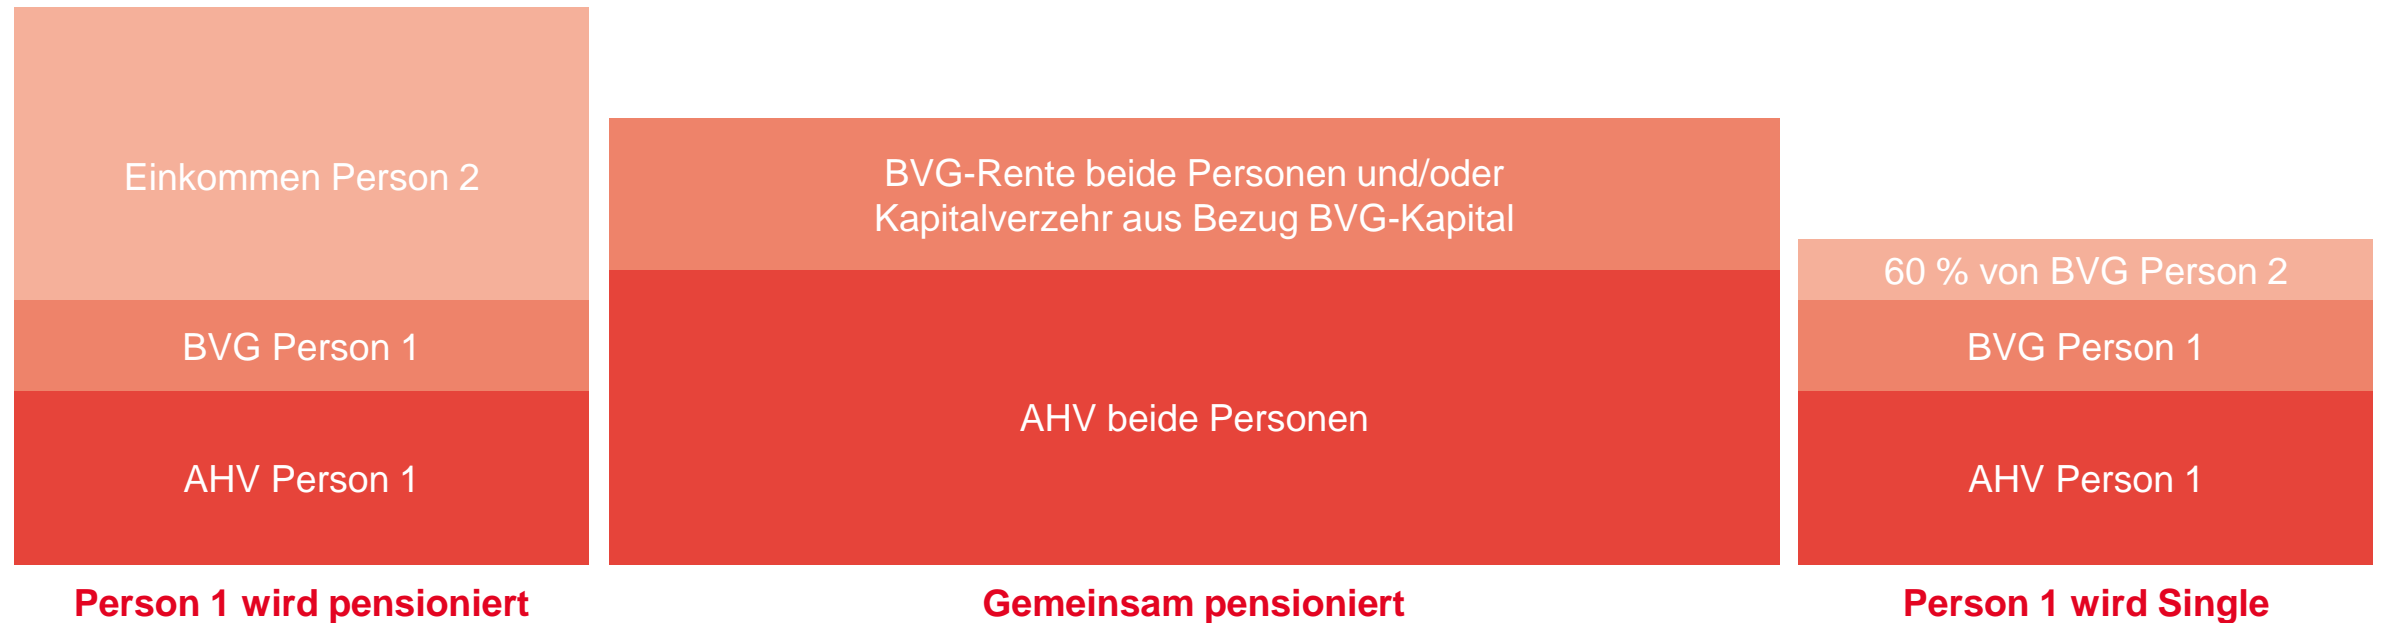 Einkommen Person 2
BVG Person 1
AHV Person 1
Person 1 wird pensioniert
BVG-Rente beide Personen und/oder
Kapitalverzehr aus Bezug BVG-Kapital
AHV beide Personen
Gemeinsam pensioniert
60 % von BVG Person 2
BVG Person 1
AHV Person 1
Person 1 wird Single